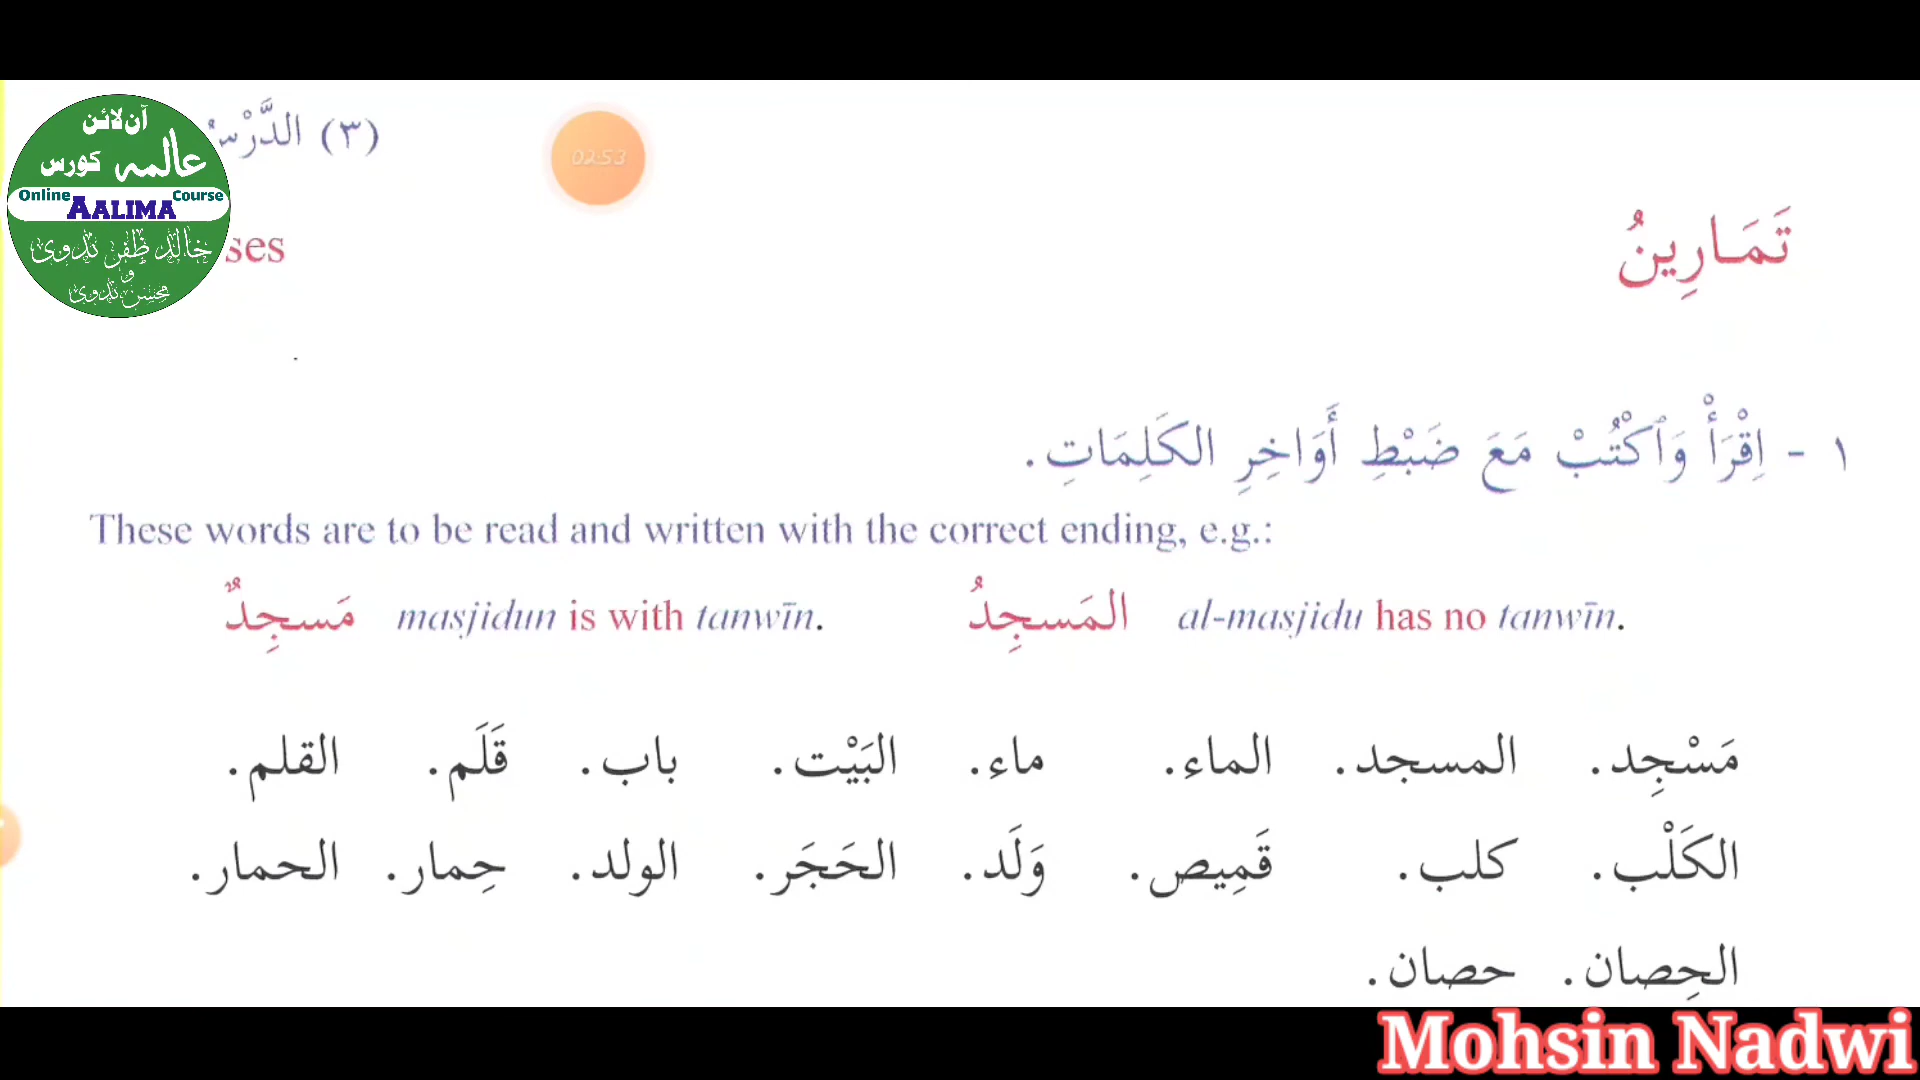 آن لائن
عالمہ کورس
Online AALIMA Course
خالد ظفر ندوی
و
محسن ندوی
(٣) الدَّرْسُ
02:53
ses
تَمَارِينُ
١ - اِقْرَأْ وَٱكْتُبْ مَعَ ضَبْطِ أَوَاخِرِ الكَلِمَاتِ.
These words are to be read and written with the correct ending, e.g.:
مَسجِدٌ masjidun is with tanwīn. المَسجِدُ al-masjidu has no tanwīn.
مَسْجِد. المسجد. الماء. ماء. البَيْت. باب. قَلَم. القلم.
الكَلْب. كلب. قَمِيص. وَلَد. الحَجَر. الولد. حِمار. الحمار.
الحِصان. حصان.
Mohsin Nadwi